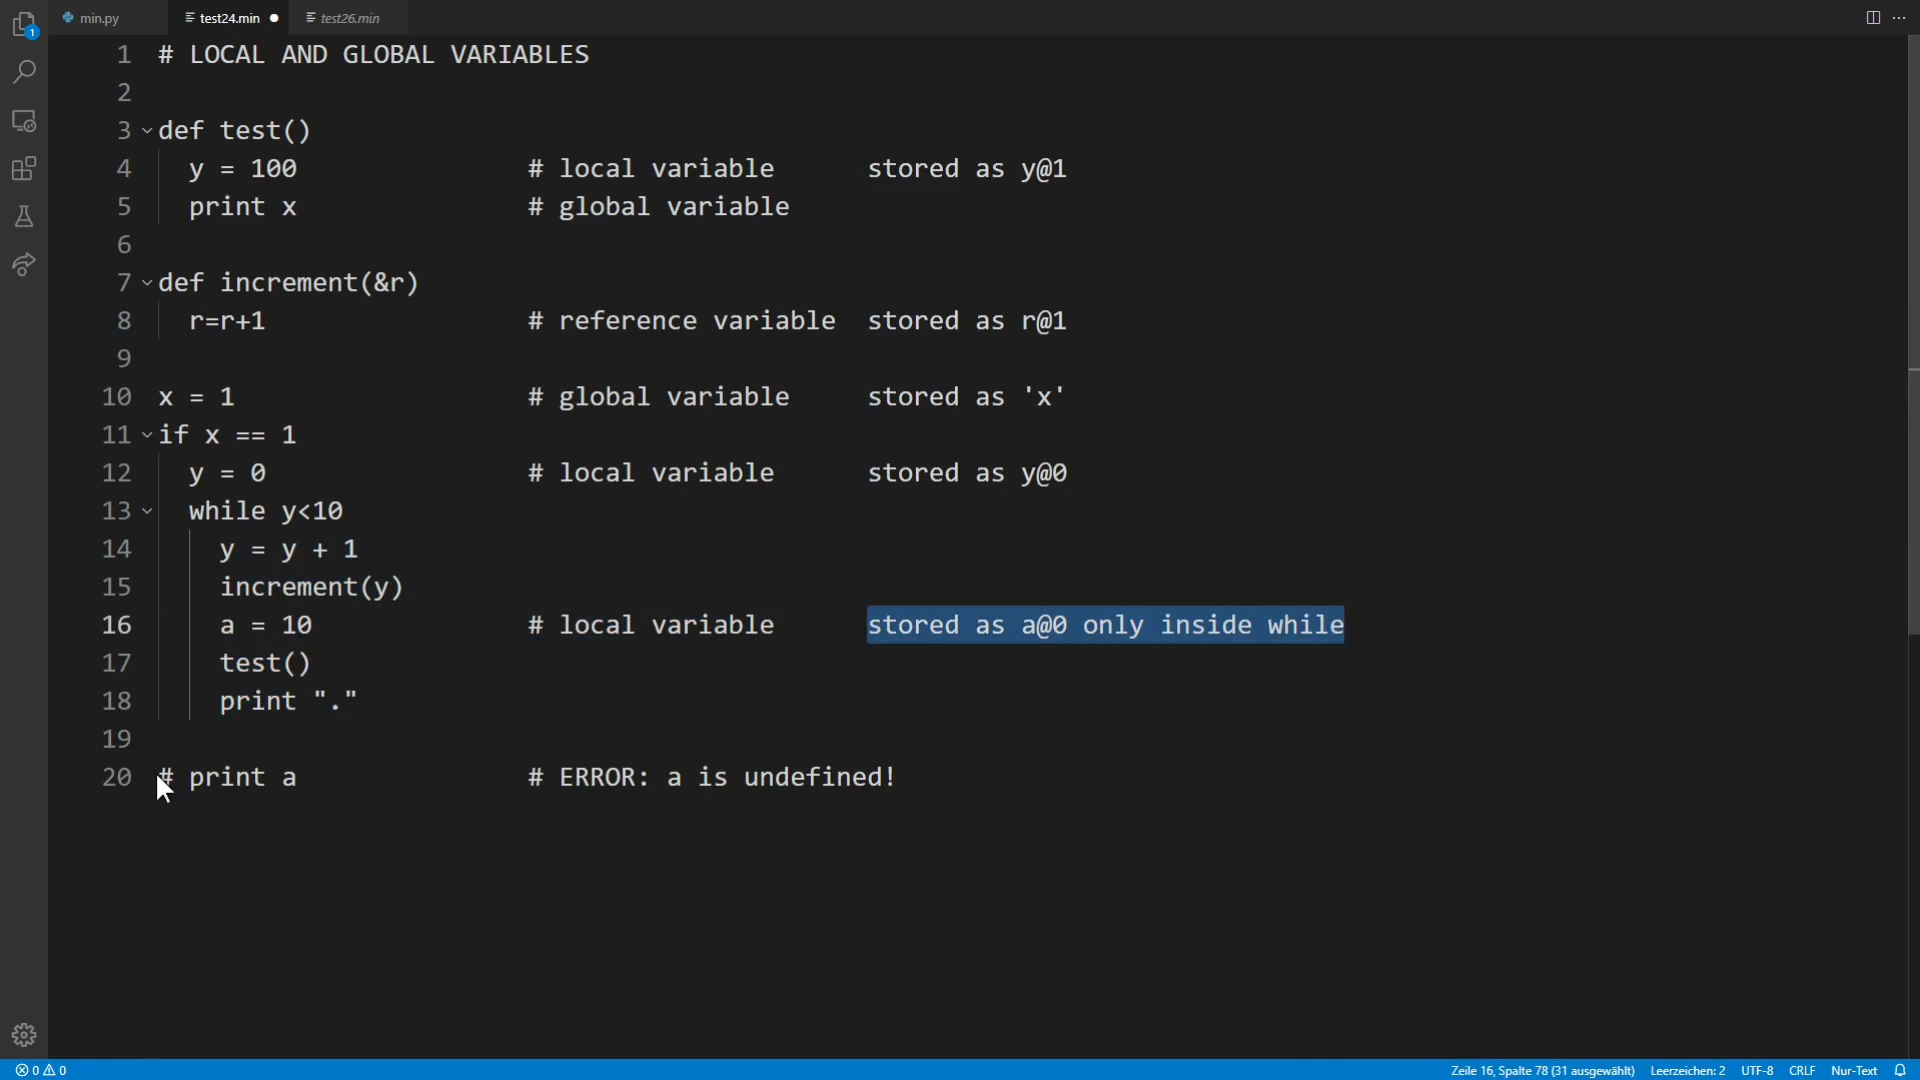 min.py test24.min test26.min
1 # LOCAL AND GLOBAL VARIABLES
2
3 def test()
4 y = 100 # local variable stored as y@1
5 print x # global variable
6
7 def increment(&r)
8 r=r+1 # reference variable stored as r@1
9
10 x = 1 # global variable stored as 'x'
11 if x == 1
12 y = 0 # local variable stored as y@0
13 while y<10
14 y = y + 1
15 increment(y)
16 a = 10 # local variable stored as a@0 only inside while
17 test()
18 print "."
19
20 # print a # ERROR: a is undefined!
1
0 0 Zeile 16, Spalte 78 (31 ausgewählt) Leerzeichen: 2 UTF-8 CRLF Nur-Text